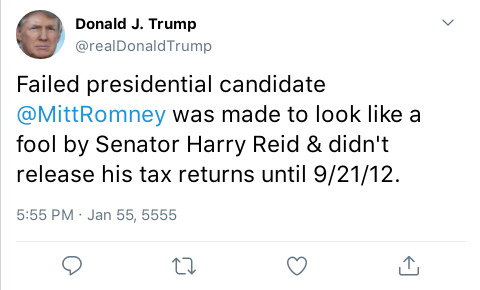 Donald J. Trump
@realDonaldTrump
Failed presidential candidate
@MittRomney was made to look like a
fool by Senator Harry Reid & didn't
release his tax returns until 9/21/12.
5:55 PM · Jan 55, 5555